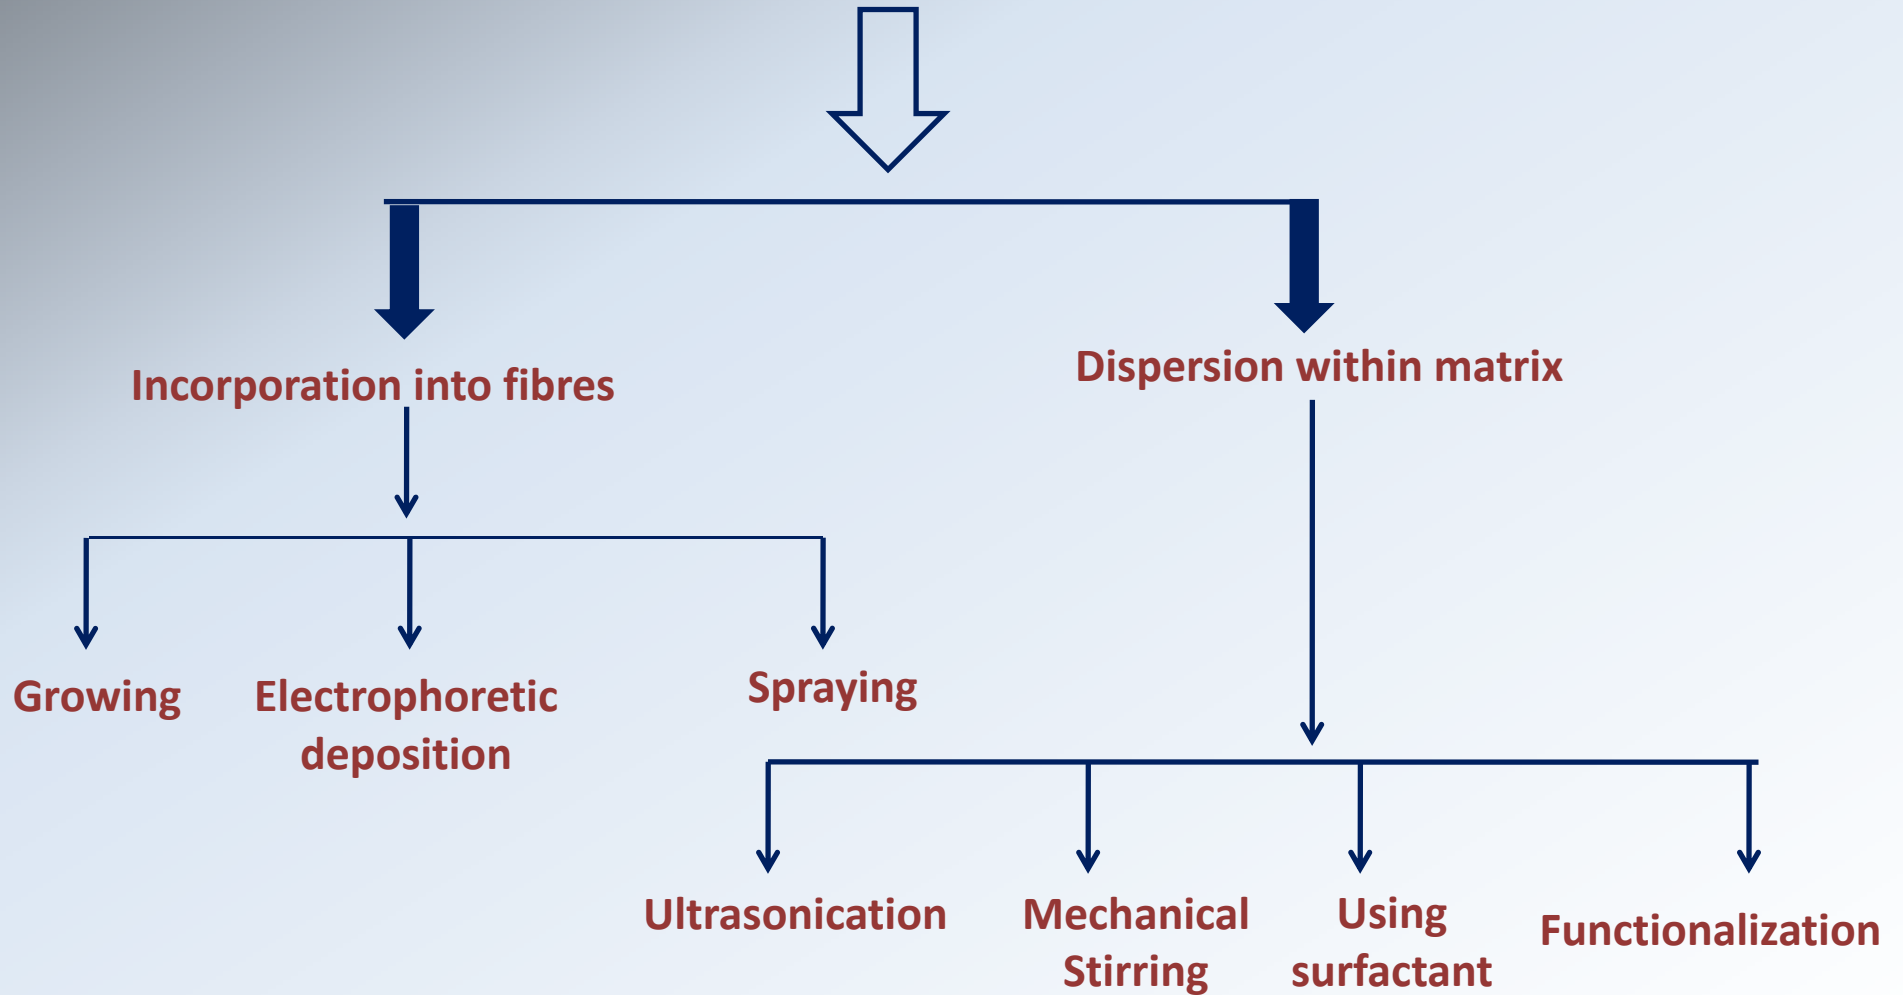 Incorporation into fibres
Dispersion within matrix
Growing
Electrophoretic
deposition
Spraying
Ultrasonication
Mechanical
Stirring
Using
surfactant
Functionalization